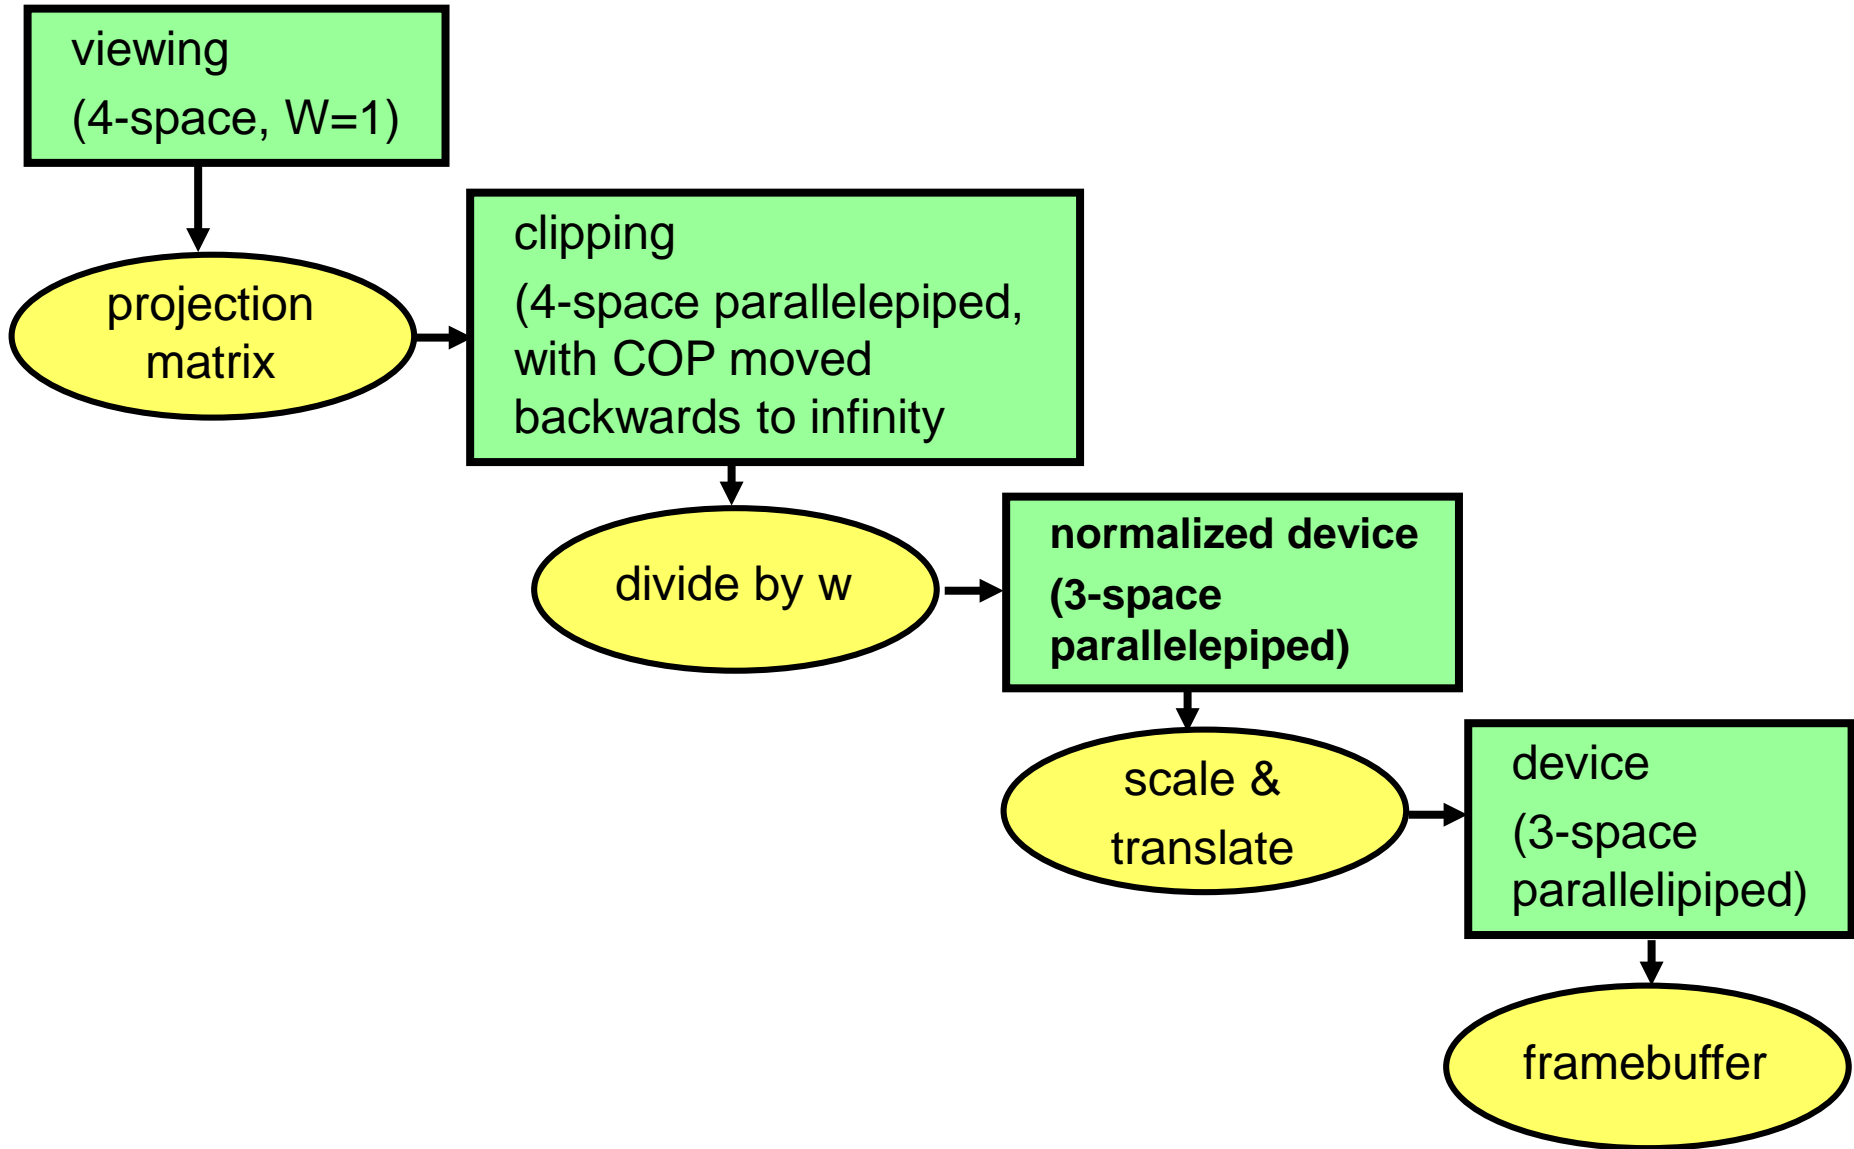 viewing
(4-space, W=1)
projection
matrix
clipping
(4-space parallelepiped,
with COP moved
backwards to infinity
divide by w
normalized device
(3-space
parallelepiped)
scale &
translate
device
(3-space
parallelipiped)
framebuffer